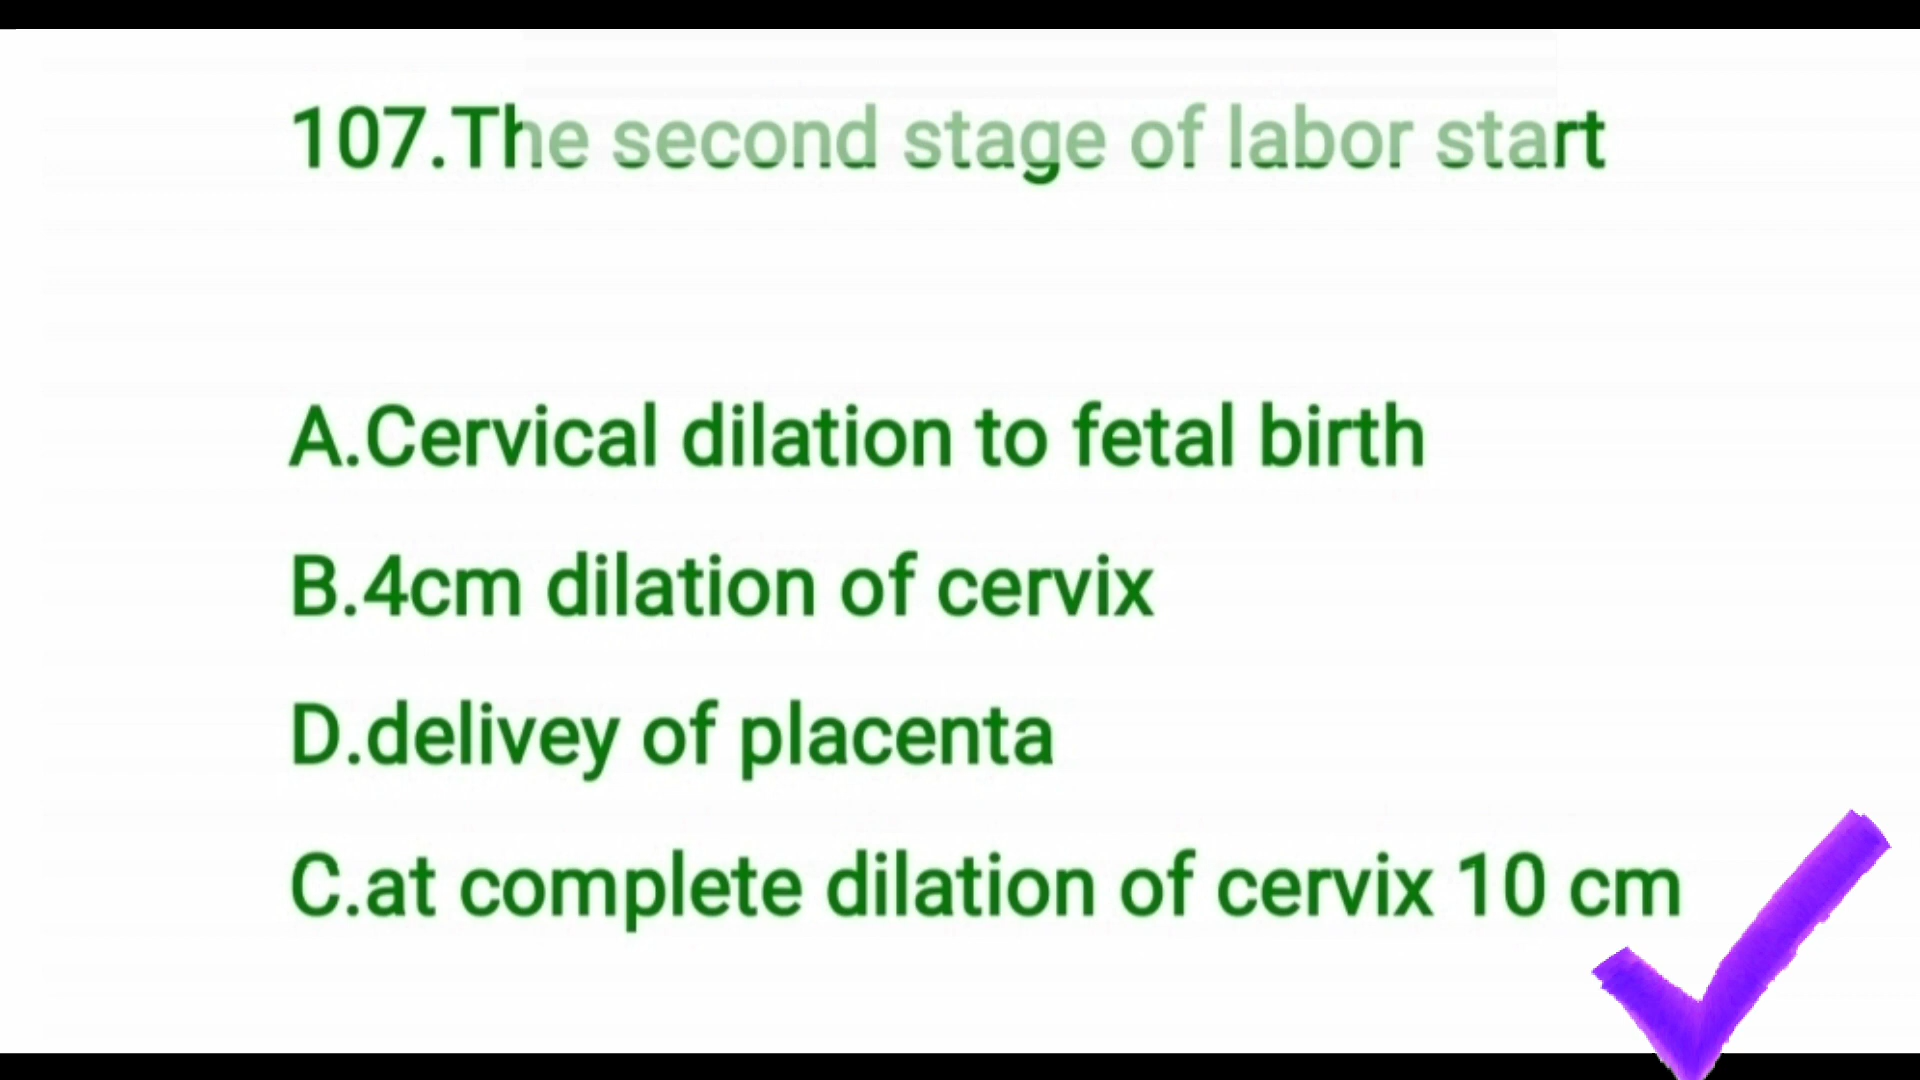 107.The second stage of labor start
A.Cervical dilation to fetal birth
B.4cm dilation of cervix
D.delivey of placenta
C.at complete dilation of cervix 10 cm